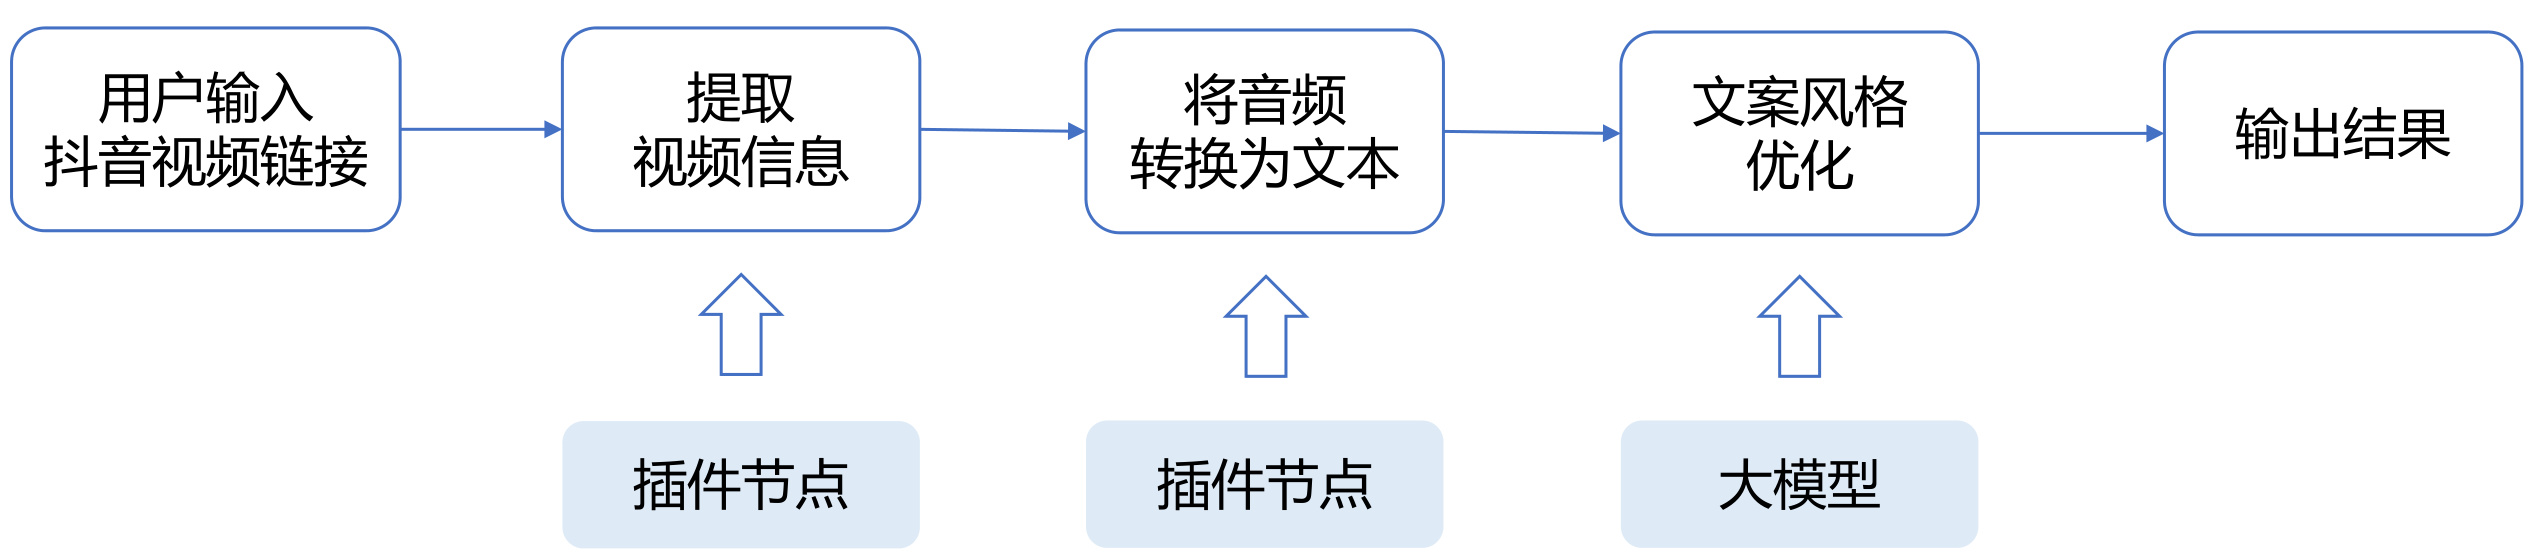 用户输入
抖音视频链接
提取
视频信息
将音频
转换为文本
文案风格
优化
输出结果
插件节点
插件节点
大模型